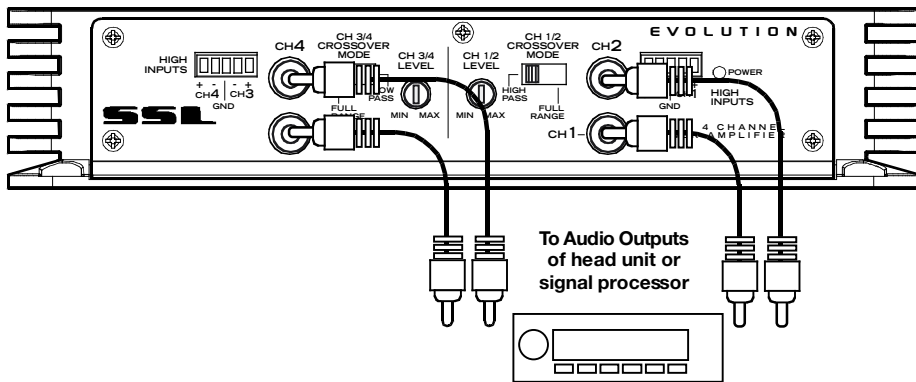 EVOLUTION
HIGH INPUTS
+ - - +
CH4 CH3
GND
SSL
CH4
CH 3/4 CROSSOVER MODE
PASS
FULL
CH 3/4 LEVEL
MIN MAX
CH 1/2 LEVEL
MIN MAX
CH 1/2 CROSSOVER MODE
HIGH PASS
FULL RANGE
CH2
CH1
GND
POWER
HIGH INPUTS
4 CHANNEL
AMPLIFIER
To Audio Outputs
of head unit or
signal processor